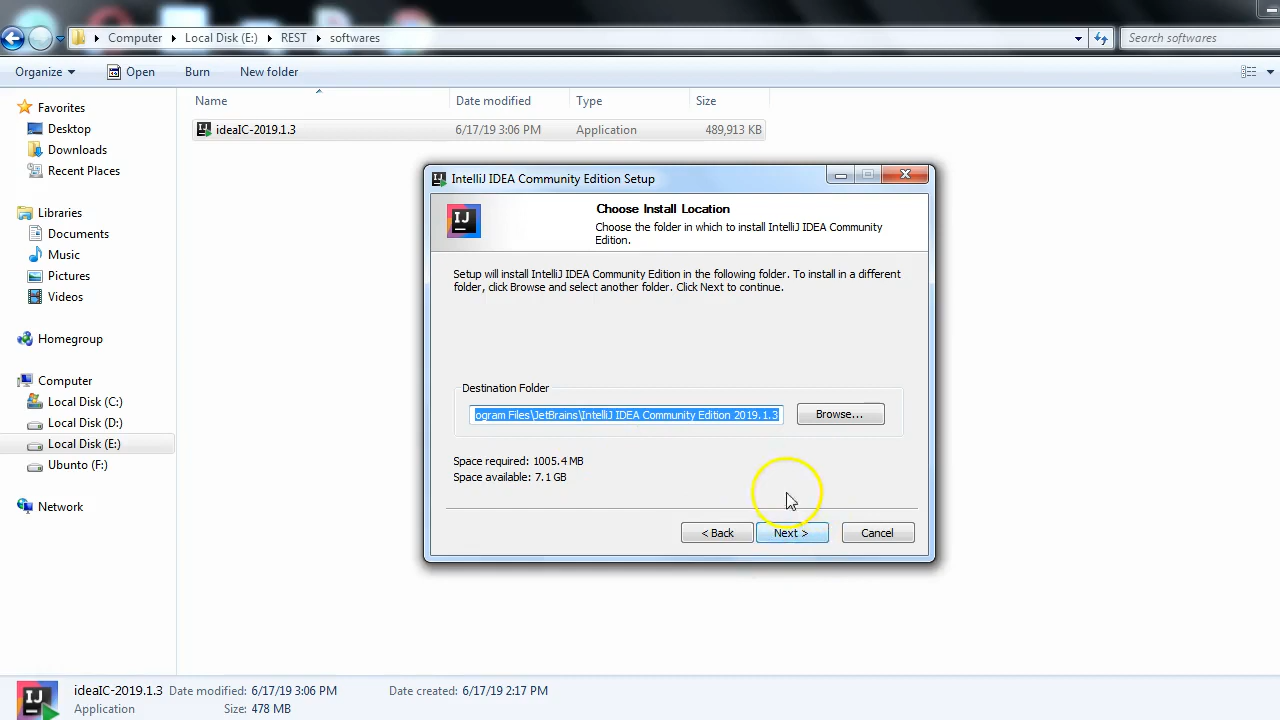 Computer Local Disk (E:) REST softwares
Search softwares
Organize Open Burn New folder
Name Date modified Type Size
ideaIC-2019.1.3 6/17/19 3:06 PM Application 489,913 KB
Favorites
Desktop
Downloads
Recent Places
Libraries
Documents
Music
Pictures
Videos
Homegroup
Computer
Local Disk (C:)
Local Disk (D:)
Local Disk (E:)
Ubunto (F:)
Network
IntelliJ IDEA Community Edition Setup
IJ
Choose Install Location
Choose the folder in which to install IntelliJ IDEA Community
Edition.
Setup will install IntelliJ IDEA Community Edition in the following folder. To install in a different
folder, click Browse and select another folder. Click Next to continue.
Destination Folder
ogram Files\JetBrains\IntelliJ IDEA Community Edition 2019.1.3
Browse...
Space required: 1005.4 MB
Space available: 7.1 GB
< Back Next > Cancel
IJ
ideaIC-2019.1.3 Date modified: 6/17/19 3:06 PM Date created: 6/17/19 2:17 PM
Application Size: 478 MB